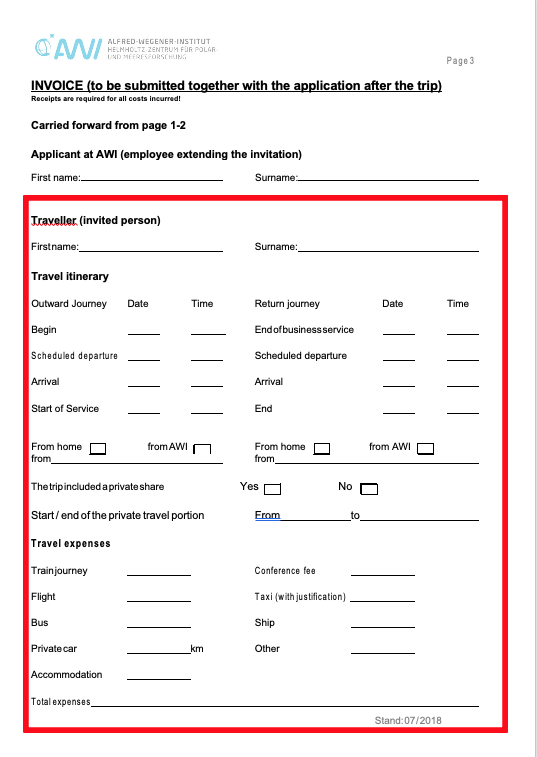 AWI
ALFRED-WEGENER-INSTITUT
HELMHOLTZ-ZENTRUM FÜR POLAR-
UND MEERESFORSCHUNG
Page 3
INVOICE (to be submitted together with the application after the trip)
Receipts are required for all costs incurred!
Carried forward from page 1-2
Applicant at AWI (employee extending the invitation)
First name: Surname:
Traveller (invited person)
Firstname: Surname:
Travel itinerary
Outward Journey Date Time Return journey Date Time
Begin End of business service
Scheduled departure Scheduled departure
Arrival Arrival
Start of Service End
From home from AWI From home from AWI
from from
The trip included a private share Yes No
Start / end of the private travel portion From to
Travel expenses
Train journey Conference fee
Flight Taxi (with justification)
Bus Ship
Private car km Other
Accommodation
Total expenses
Stand:07/2018